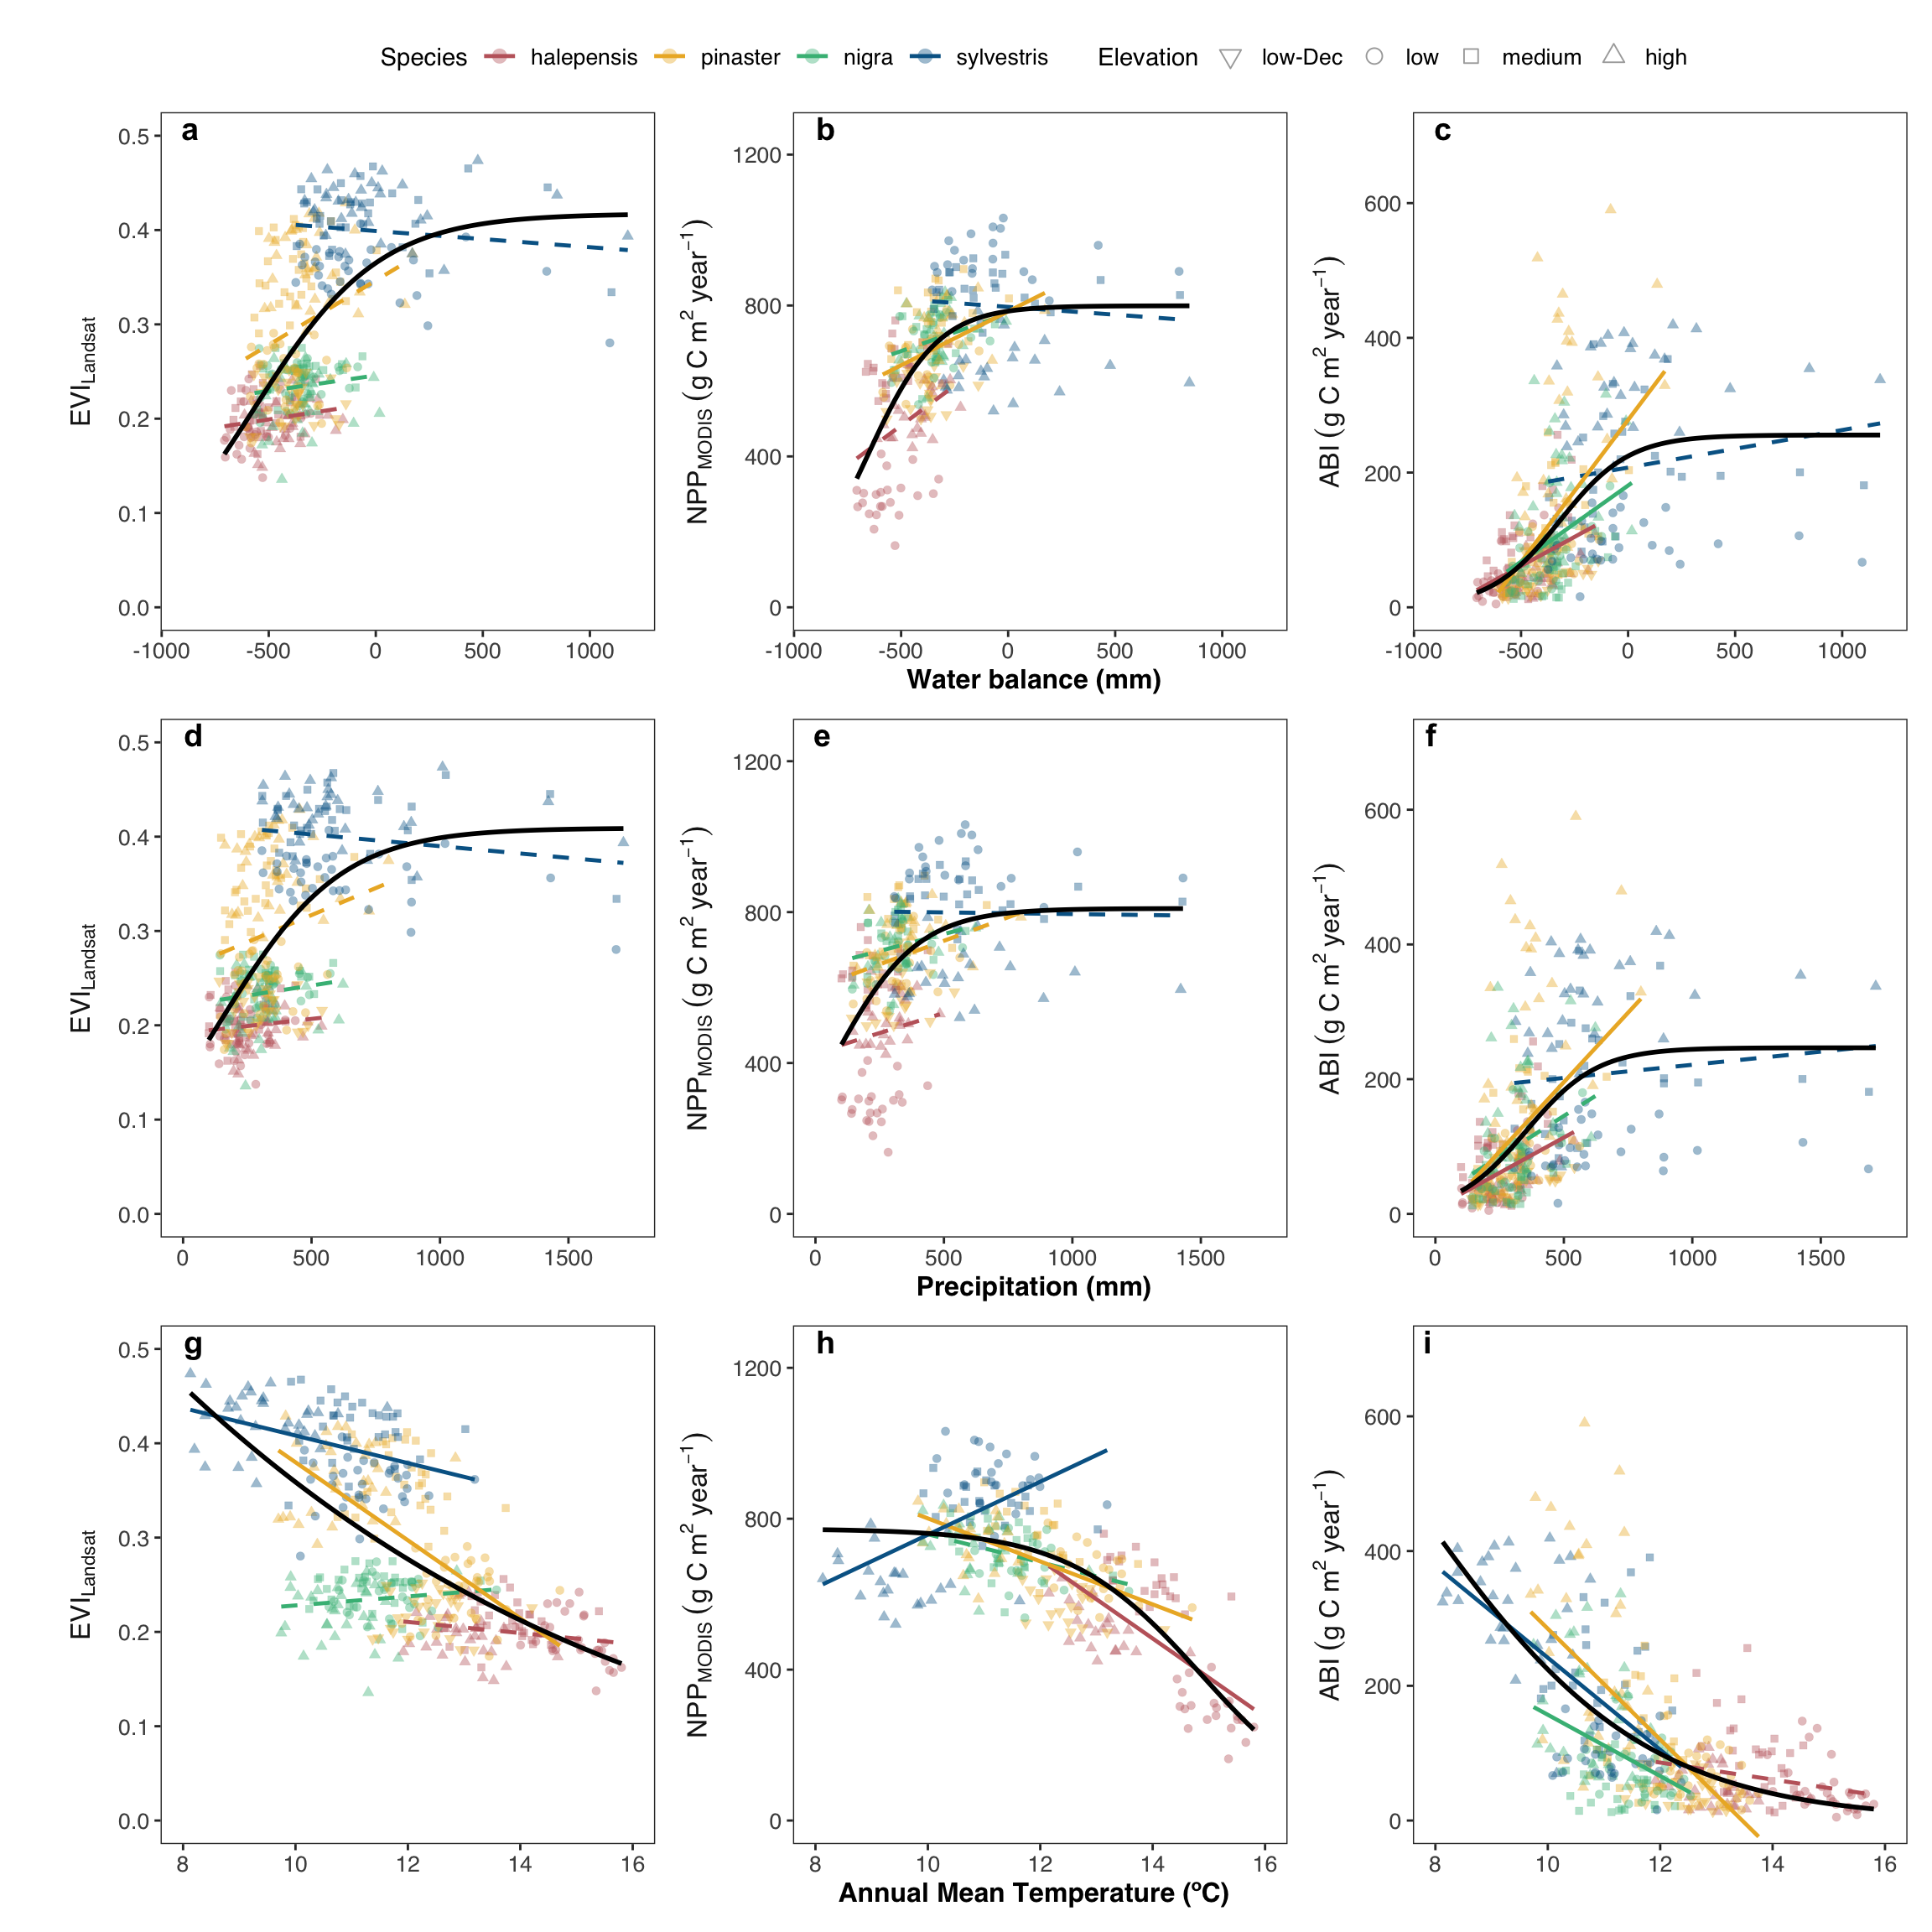 Species halepensis pinaster nigra sylvestris Elevation low-Dec low medium high
a
b
c
0.5
0.4
0.3
0.2
0.1
0.0
EVI_Landsat
1200
800
400
0
NPP_MODIS (g C m² year⁻¹)
600
400
200
0
ABI (g C m² year⁻¹)
-1000 -500 0 500 1000
-1000 -500 0 500 1000
-1000 -500 0 500 1000
Water balance (mm)
d
e
f
0.5
0.4
0.3
0.2
0.1
0.0
EVI_Landsat
1200
800
400
0
NPP_MODIS (g C m² year⁻¹)
600
400
200
0
ABI (g C m² year⁻¹)
0 500 1000 1500
0 500 1000 1500
0 500 1000 1500
Precipitation (mm)
g
h
i
0.5
0.4
0.3
0.2
0.1
0.0
EVI_Landsat
1200
800
400
0
NPP_MODIS (g C m² year⁻¹)
600
400
200
0
ABI (g C m² year⁻¹)
8 10 12 14 16
8 10 12 14 16
8 10 12 14 16
Annual Mean Temperature (ºC)